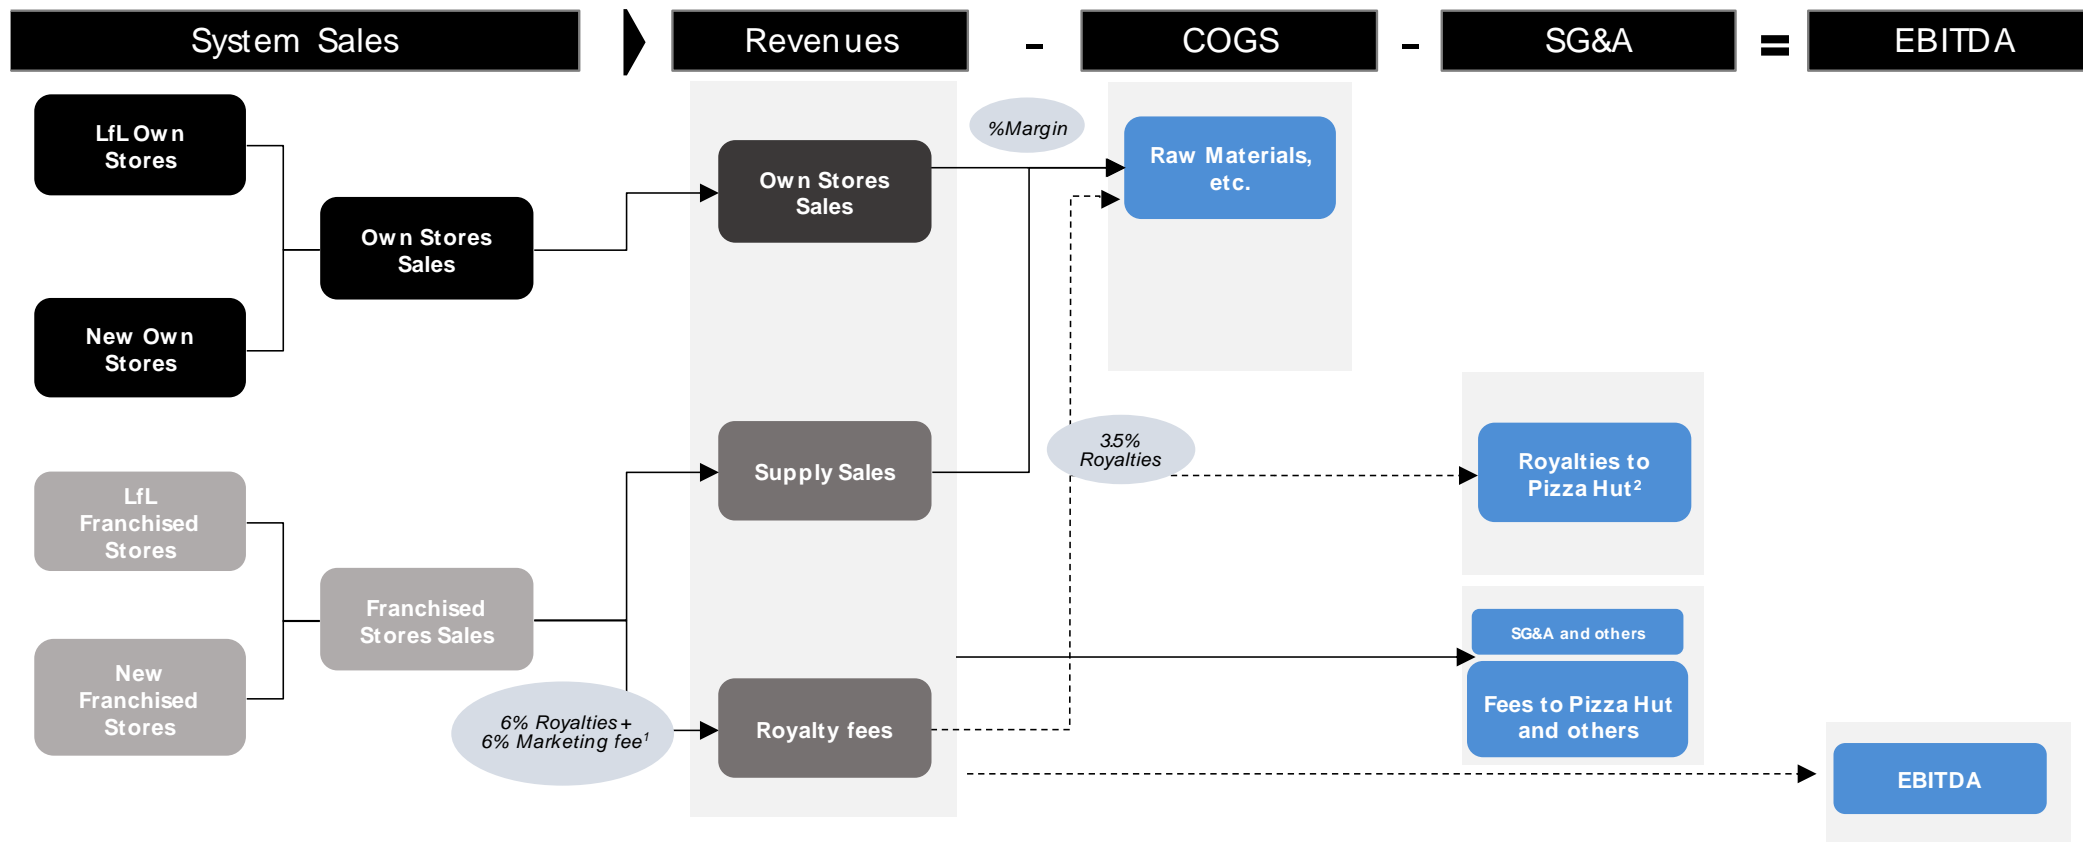 System Sales
Revenues
-
COGS
-
SG&A
=
EBITDA
LfL Own
Stores
New Own
Stores
Own Stores
Sales
LfL
Franchised
Stores
New
Franchised
Stores
Franchised
Stores Sales
6% Royalties +
6% Marketing fee¹
Own Stores
Sales
Supply Sales
Royalty fees
%Margin
Raw Materials,
etc.
3.5%
Royalties
Royalties to
Pizza Hut²
SG&A and others
Fees to Pizza Hut
and others
EBITDA